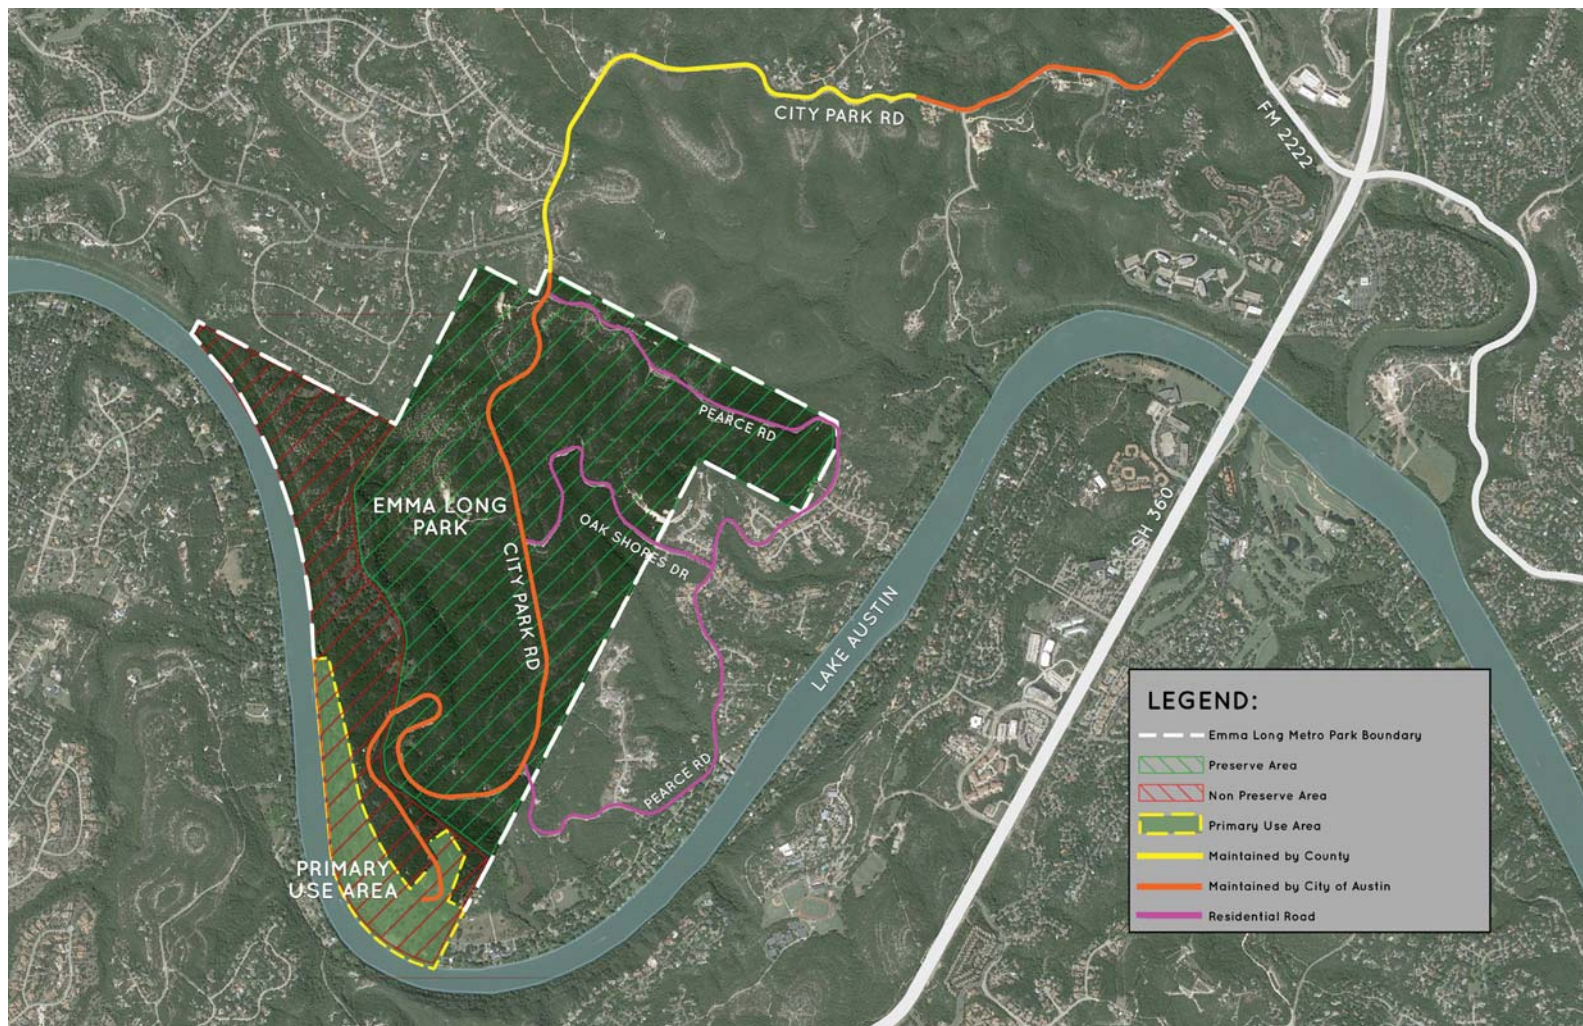 CITY PARK RD
FM 2222
PEARCE RD
EMMA LONG
PARK
OAK SHORES DR
CITY PARK RD
SH 360
LAKE AUSTIN
PEARCE RD
PRIMARY
USE AREA
LEGEND:
Emma Long Metro Park Boundary
Preserve Area
Non Preserve Area
Primary Use Area
Maintained by County
Maintained by City of Austin
Residential Road